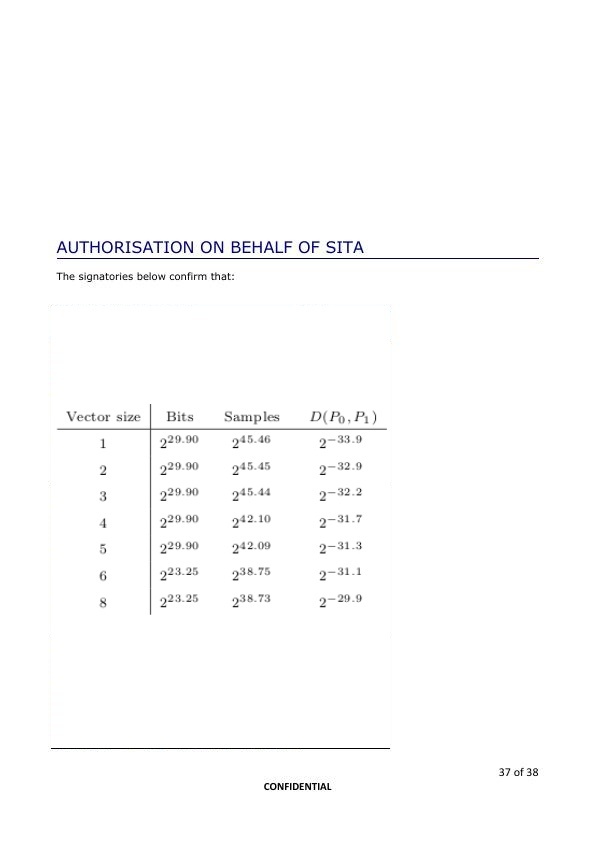 AUTHORISATION ON BEHALF OF SITA
The signatories below confirm that:
Vector size Bits Samples D(P₀, P₁)
1 2^29.90 2^45.46 2^−33.9
2 2^29.90 2^45.45 2^−32.9
3 2^29.90 2^45.44 2^−32.2
4 2^29.90 2^42.10 2^−31.7
5 2^29.90 2^42.09 2^−31.3
6 2^23.25 2^38.75 2^−31.1
8 2^23.25 2^38.73 2^−29.9
37 of 38
CONFIDENTIAL